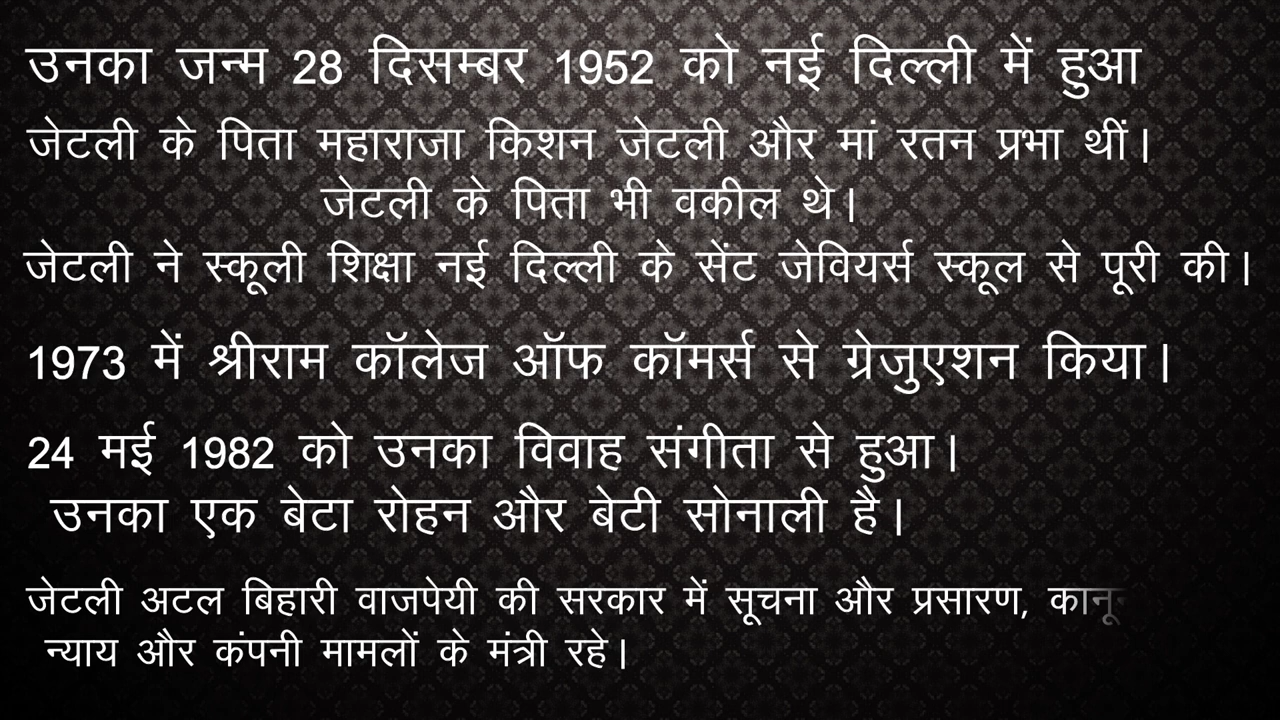 उनका जन्म 28 दिसम्बर 1952 को नई दिल्ली में हुआ
जेटली के पिता महाराजा किशन जेटली और मां रतन प्रभा थीं।
जेटली के पिता भी वकील थे।
जेटली ने स्कूली शिक्षा नई दिल्ली के सेंट जेवियर्स स्कूल से पूरी की।
1973 में श्रीराम कॉलेज ऑफ कॉमर्स से ग्रेजुएशन किया।
24 मई 1982 को उनका विवाह संगीता से हुआ।
उनका एक बेटा रोहन और बेटी सोनाली है।
जेटली अटल बिहारी वाजपेयी की सरकार में सूचना और प्रसारण,
न्याय और कंपनी मामलों के मंत्री रहे।